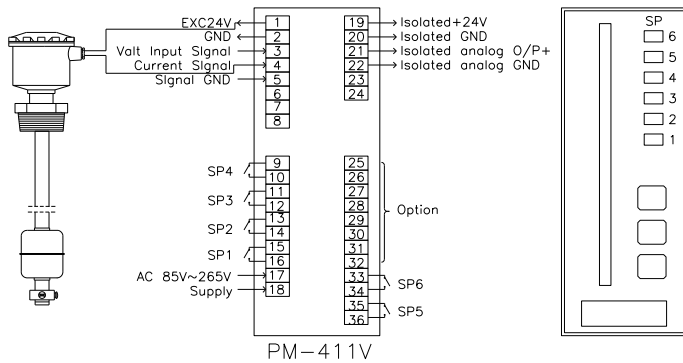 EXC24V 1 19 Isolated+24V
GND 2 20 Isolated GND
Valt Input SIgnal 3 21 Isolated analog O/P+
Current SIgnal 4 22 Isolated analog GND
SIgnal GND 5 23
6 24
7
8
SP4 9 25
10 26
SP3 11 27
12 28
SP2 13 29
14 30
SP1 15 31
16 32
Option
AC 85V~265V 17 33
Supply 18 34
SP6
35
36
SP5
PM-411V
SP
6
5
4
3
2
1